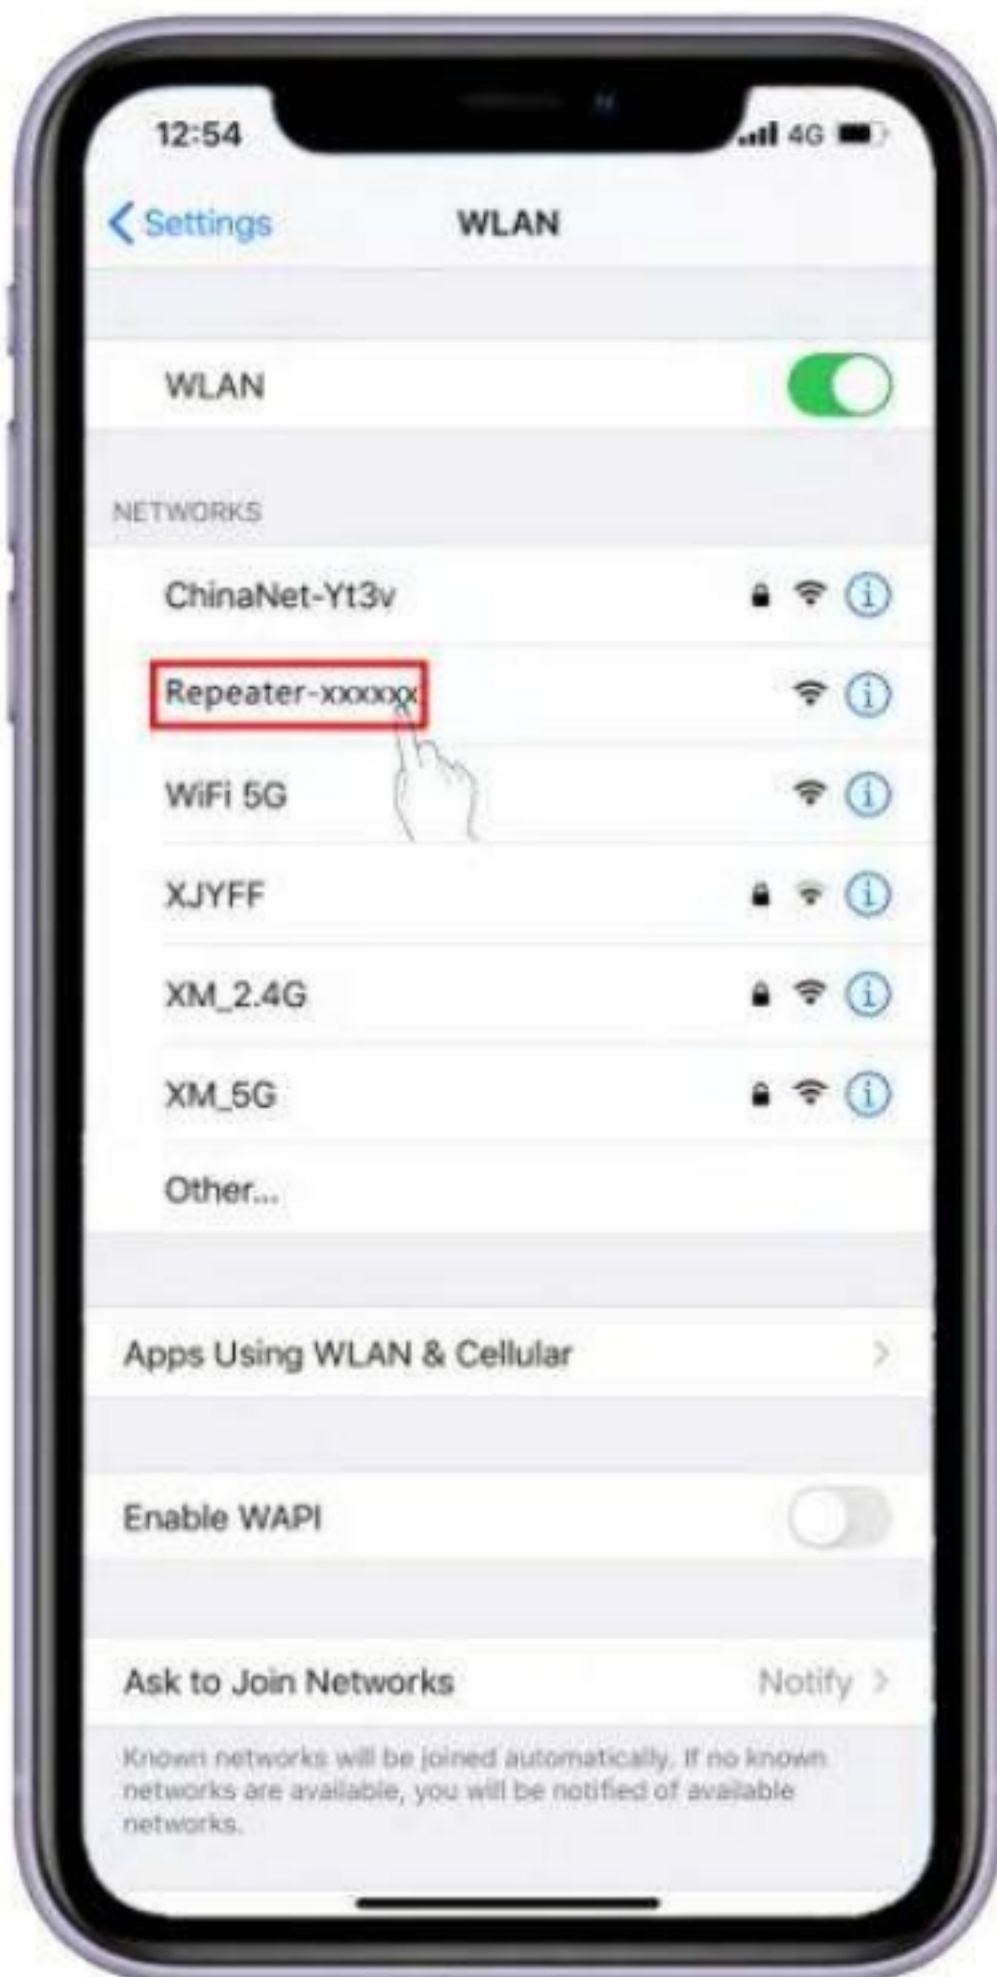 12:54
4G
Settings
WLAN
WLAN
NETWORKS
ChinaNet-Yt3v
Repeater-xxxxxx
WiFi 5G
XJYFF
XM_2.4G
XM_5G
Other...
Apps Using WLAN & Cellular
Enable WAPI
Ask to Join Networks
Notify
Known networks will be joined automatically. If no known
networks are available, you will be notified of available
networks.